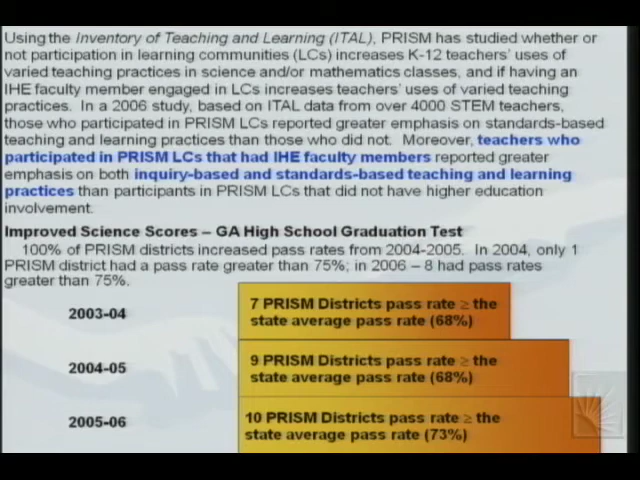 Using the Inventory of Teaching and Learning (ITAL), PRISM has studied whether or
not participation in learning communities (LCs) increases K-12 teachers' uses of
varied teaching practices in science and/or mathematics classes, and if having an
IHE faculty member engaged in LCs increases teachers' uses of varied teaching
practices. In a 2006 study, based on ITAL data from over 4000 STEM teachers,
those who participated in PRISM LCs reported greater emphasis on standards-based
teaching and learning practices than those who did not. Moreover, teachers who
participated in PRISM LCs that had IHE faculty members reported greater
emphasis on both inquiry-based and standards-based teaching and learning
practices than participants in PRISM LCs that did not have higher education
involvement.
Improved Science Scores – GA High School Graduation Test
100% of PRISM districts increased pass rates from 2004-2005. In 2004, only 1
PRISM district had a pass rate greater than 75%; in 2006 – 8 had pass rates
greater than 75%.
2003-04
7 PRISM Districts pass rate ≥ the
state average pass rate (68%)
2004-05
9 PRISM Districts pass rate ≥ the
state average pass rate (68%)
2005-06
10 PRISM Districts pass rate ≥ the
state average pass rate (73%)